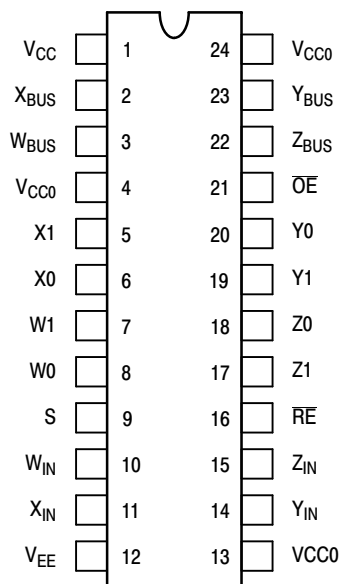 VCC 1 24 VCC0
XBUS 2 23 YBUS
WBUS 3 22 ZBUS
VCC0 4 21 O̅E̅
X1 5 20 Y0
X0 6 19 Y1
W1 7 18 Z0
W0 8 17 Z1
S 9 16 R̅E̅
WIN 10 15 ZIN
XIN 11 14 YIN
VEE 12 13 VCC0